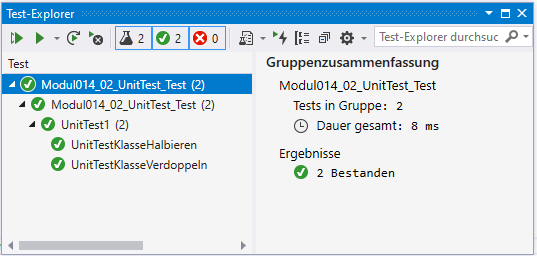 Test-Explorer
2
2
0
Test-Explorer durchsuc
Test
Modul014_02_UnitTest_Test (2)
Modul014_02_UnitTest_Test (2)
UnitTest1 (2)
UnitTestKlasseHalbieren
UnitTestKlasseVerdoppeln
Gruppenzusammenfassung
Modul014_02_UnitTest_Test
Tests in Gruppe: 2
Dauer gesamt: 8 ms
Ergebnisse
2 Bestanden